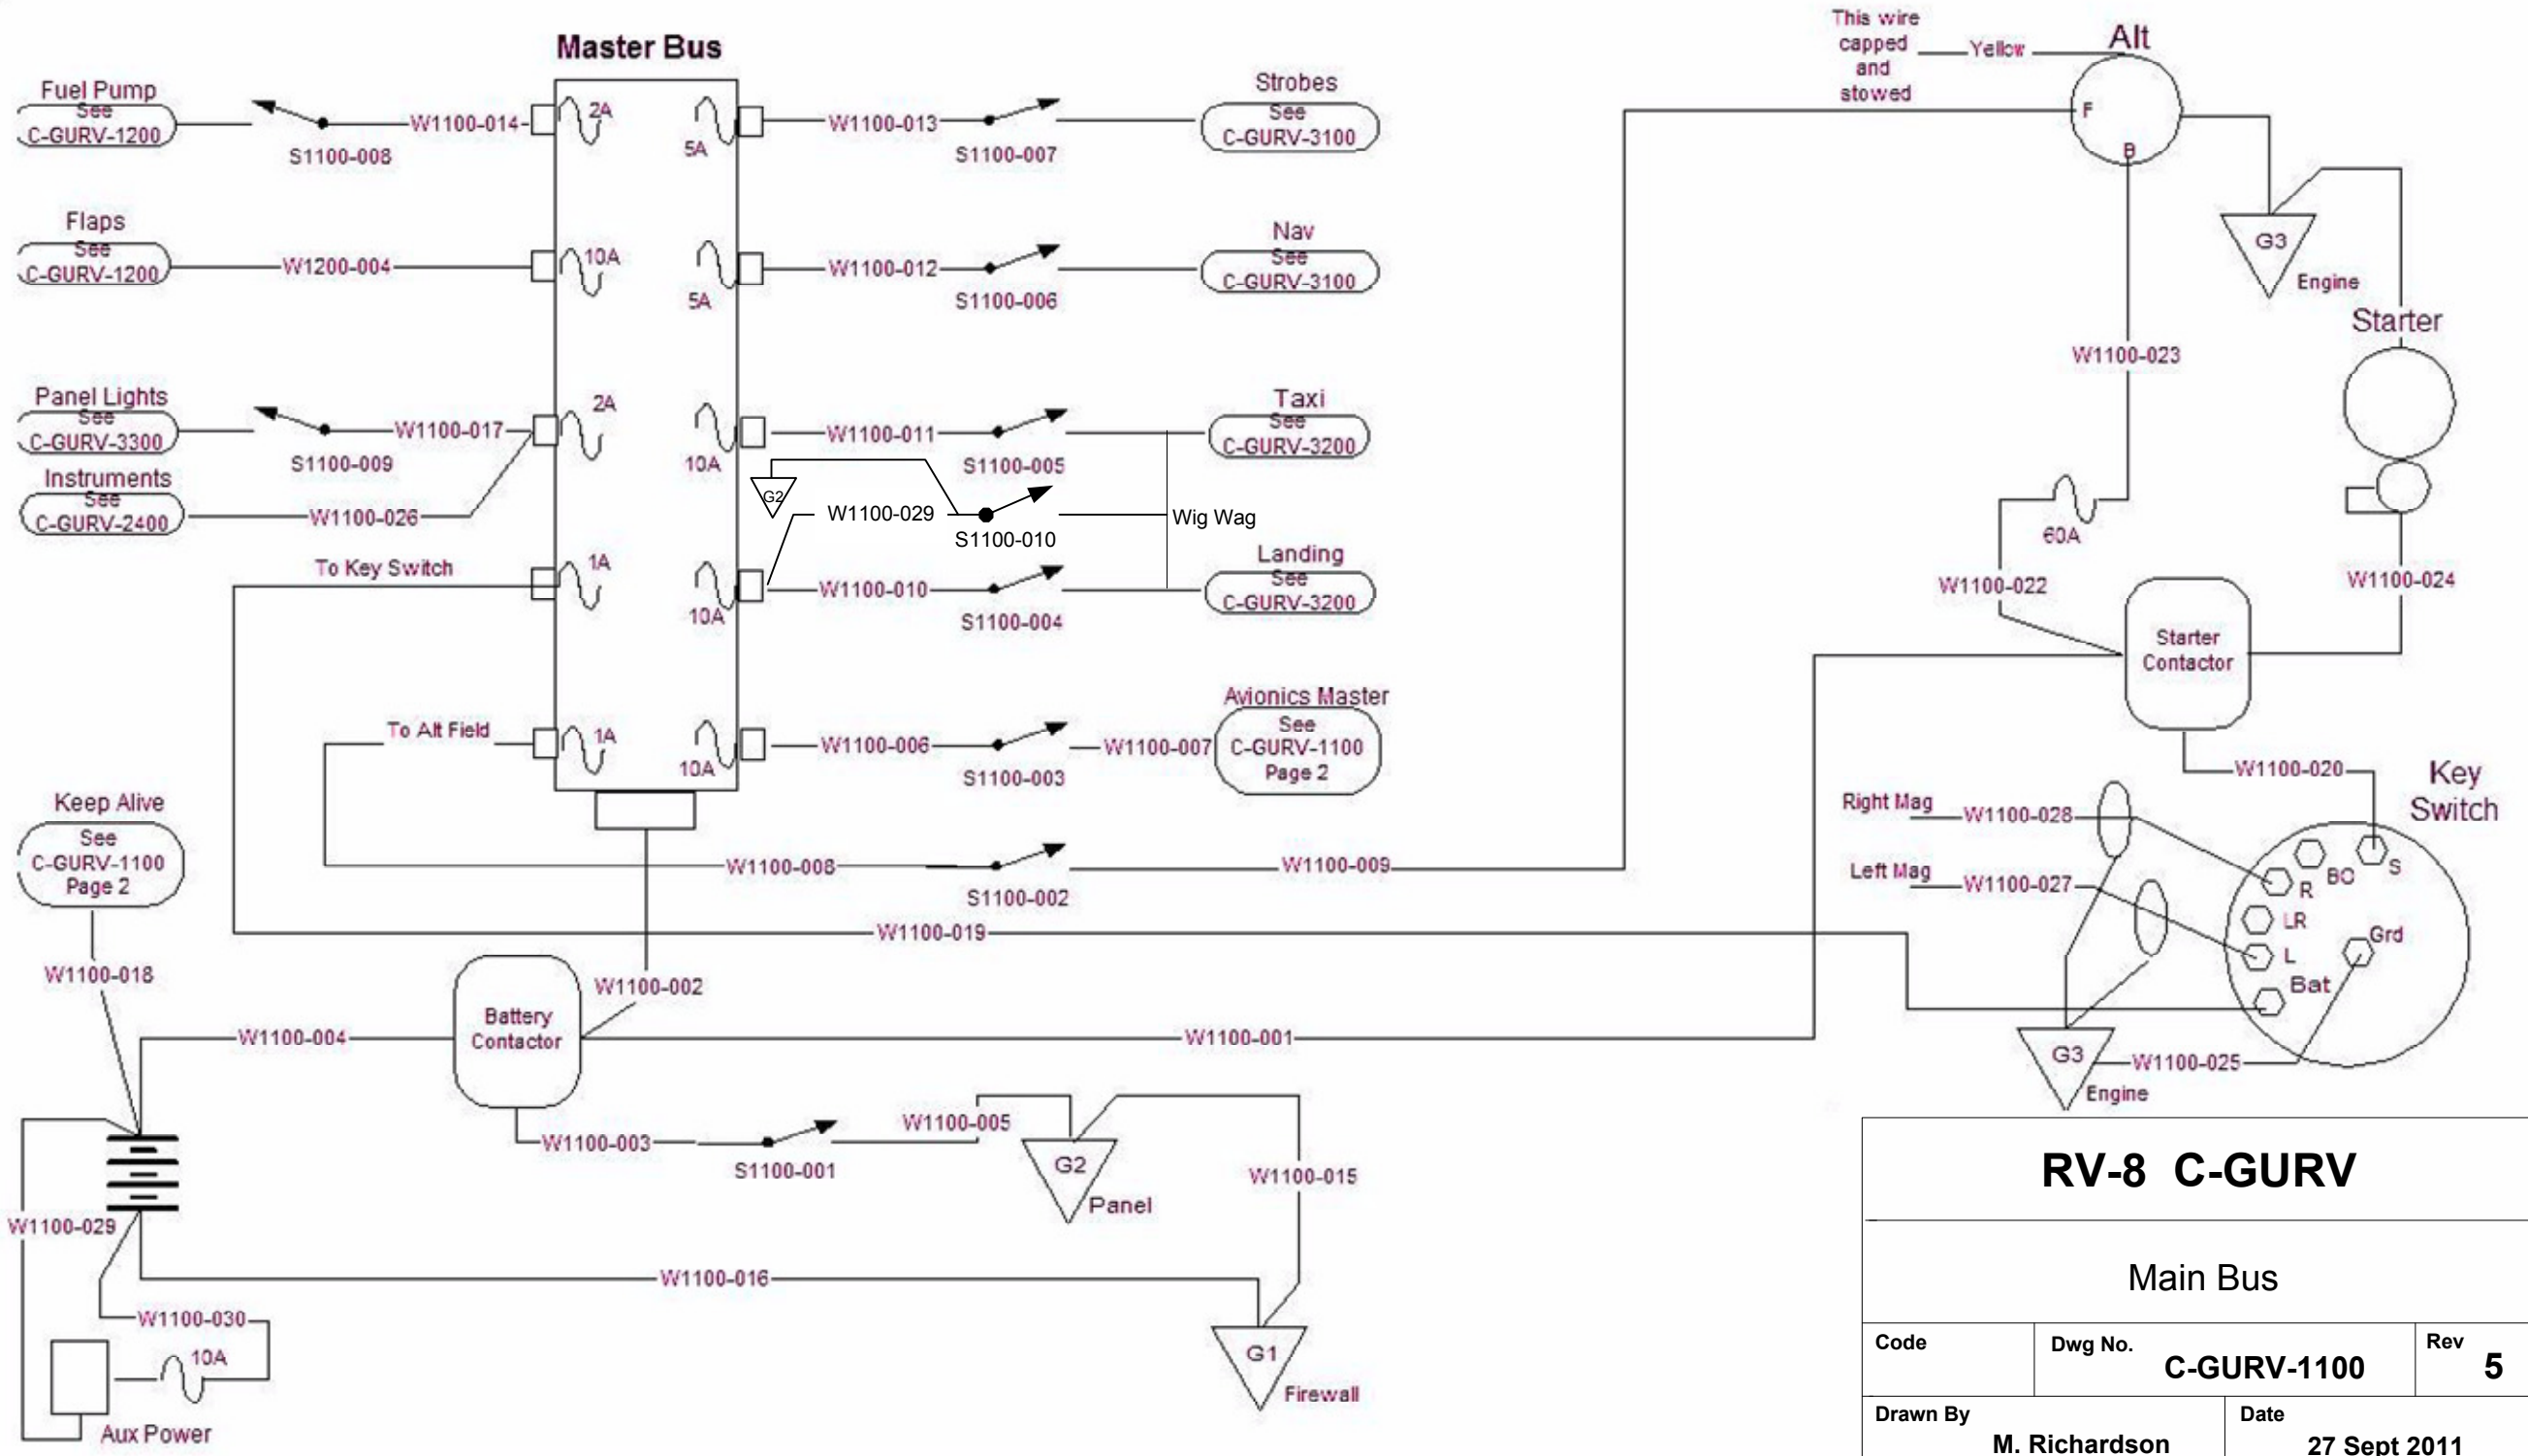 Master Bus
Fuel Pump
See
C-GURV-1200
S1100-008
W1100-014
2A
Flaps
See
C-GURV-1200
W1200-004
10A
Panel Lights
See
C-GURV-3300
S1100-009
W1100-017
2A
Instruments
See
C-GURV-2400
W1100-026
To Key Switch
1A
To Alt Field
1A
5A
W1100-013
S1100-007
Strobes
See
C-GURV-3100
5A
W1100-012
S1100-006
Nav
See
C-GURV-3100
10A
W1100-011
S1100-005
Taxi
See
C-GURV-3200
G2
W1100-029
S1100-010
Wig Wag
10A
W1100-010
S1100-004
Landing
See
C-GURV-3200
10A
W1100-006
S1100-003
W1100-007
Avionics Master
See
C-GURV-1100
Page 2
W1100-008
S1100-002
W1100-009
W1100-019
Keep Alive
See
C-GURV-1100
Page 2
W1100-018
W1100-004
Battery
Contactor
W1100-002
W1100-001
W1100-003
S1100-001
W1100-005
G2
Panel
W1100-015
W1100-029
W1100-016
W1100-030
10A
Aux Power
G1
Firewall
This wire
capped
and
stowed
Yellow
Alt
F
B
G3
Engine
Starter
W1100-023
60A
W1100-022
W1100-024
Starter
Contactor
W1100-020
Key
Switch
Right Mag
W1100-028
Left Mag
W1100-027
S
BO
R
LR
L
Grd
Bat
G3
W1100-025
Engine
RV-8 C-GURV
Main Bus
Code
Dwg No.
C-GURV-1100
Rev
5
Drawn By
M. Richardson
Date
27 Sept 2011